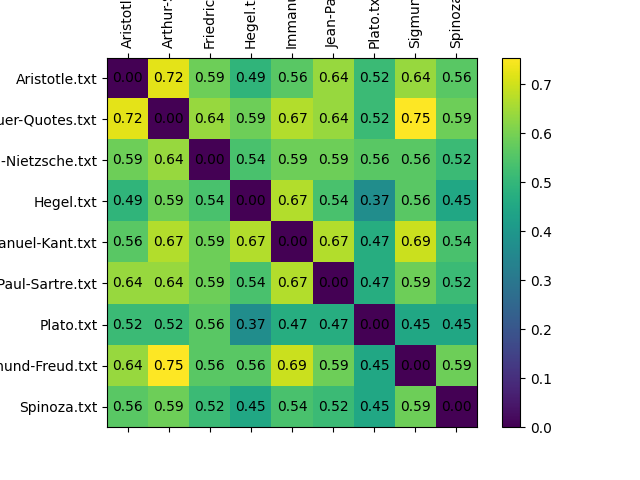 Aristotl
Arthur-
Friedric
Hegel.t
Immanu
Jean-Pa
Plato.tx
Sigmun
Spinoza
Aristotle.txt 0.00 0.72 0.59 0.49 0.56 0.64 0.52 0.64 0.56
uer-Quotes.txt 0.72 0.00 0.64 0.59 0.67 0.64 0.52 0.75 0.59
-Nietzsche.txt 0.59 0.64 0.00 0.54 0.59 0.59 0.56 0.56 0.52
Hegel.txt 0.49 0.59 0.54 0.00 0.67 0.54 0.37 0.56 0.45
anuel-Kant.txt 0.56 0.67 0.59 0.67 0.00 0.67 0.47 0.69 0.54
Paul-Sartre.txt 0.64 0.64 0.59 0.54 0.67 0.00 0.47 0.59 0.52
Plato.txt 0.52 0.52 0.56 0.37 0.47 0.47 0.00 0.45 0.45
mund-Freud.txt 0.64 0.75 0.56 0.56 0.69 0.59 0.45 0.00 0.59
Spinoza.txt 0.56 0.59 0.52 0.45 0.54 0.52 0.45 0.59 0.00
0.7
0.6
0.5
0.4
0.3
0.2
0.1
0.0